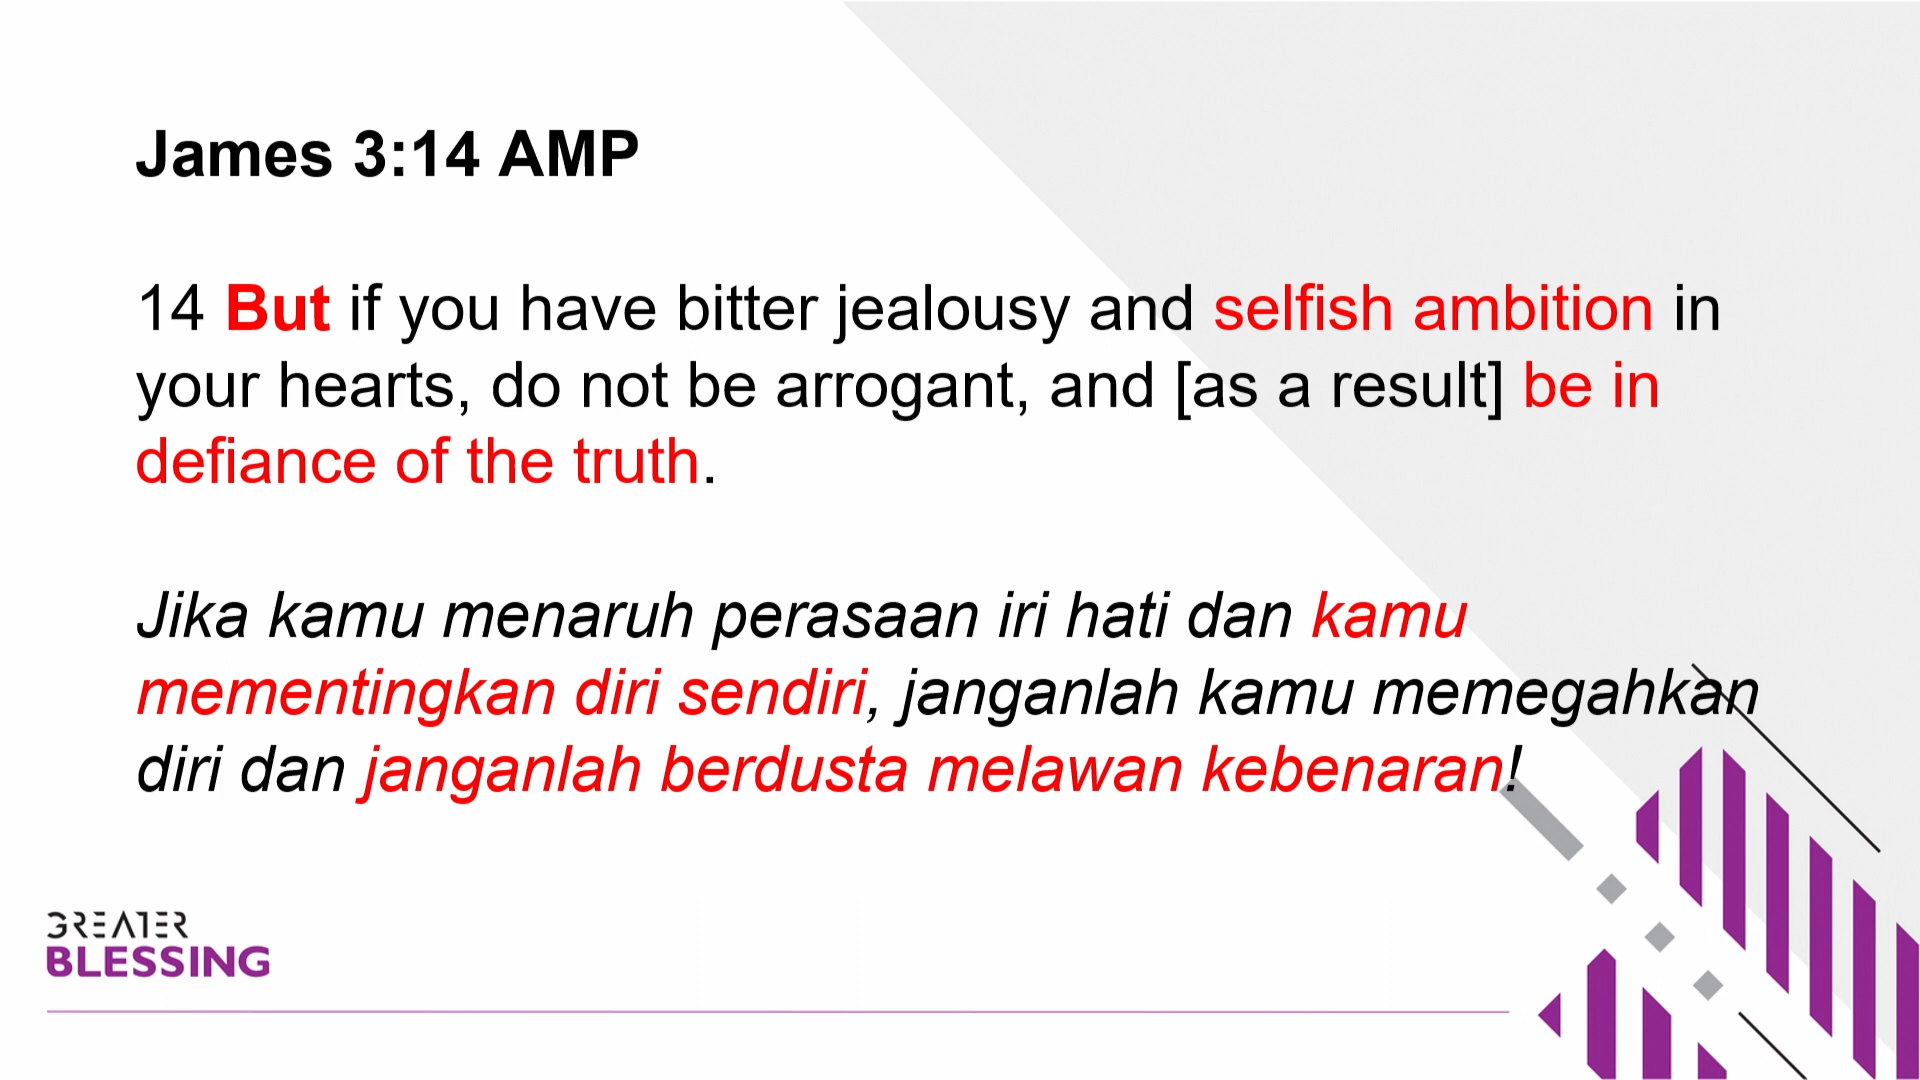 James 3:14 AMP
14 But if you have bitter jealousy and selfish ambition in
your hearts, do not be arrogant, and [as a result] be in
defiance of the truth.
Jika kamu menaruh perasaan iri hati dan kamu
mementingkan diri sendiri, janganlah kamu memegahkan
diri dan janganlah berdusta melawan kebenaran!
GREATER
BLESSING